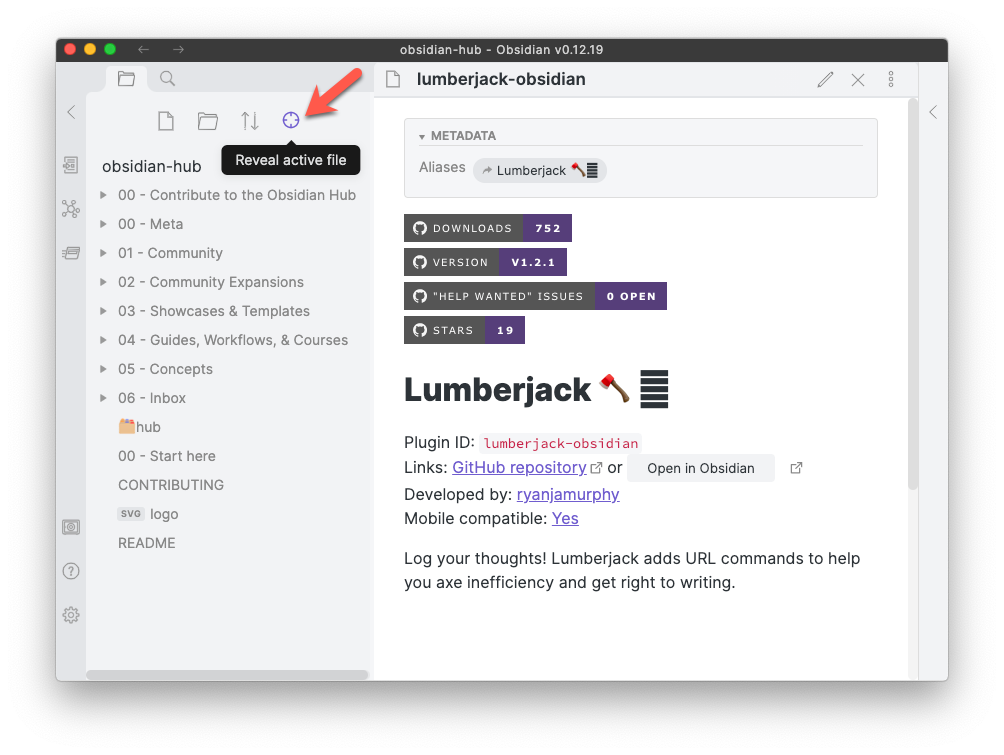 obsidian-hub - Obsidian v0.12.19
lumberjack-obsidian
Reveal active file
obsidian-hub
00 - Contribute to the Obsidian Hub
00 - Meta
01 - Community
02 - Community Expansions
03 - Showcases & Templates
04 - Guides, Workflows, & Courses
05 - Concepts
06 - Inbox
hub
00 - Start here
CONTRIBUTING
SVG logo
README
METADATA
Aliases Lumberjack 🪓
DOWNLOADS 752
VERSION V1.2.1
"HELP WANTED" ISSUES 0 OPEN
STARS 19
Lumberjack 🪓
Plugin ID: lumberjack-obsidian
Links: GitHub repository or Open in Obsidian
Developed by: ryanjamurphy
Mobile compatible: Yes
Log your thoughts! Lumberjack adds URL commands to help
you axe inefficiency and get right to writing.